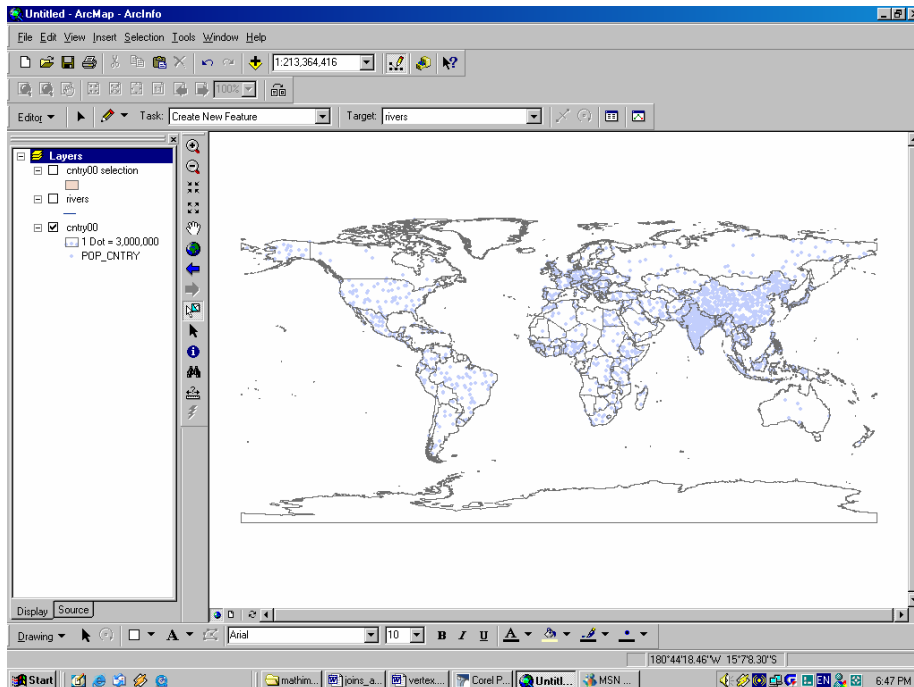 Untitled - ArcMap - ArcInfo
File Edit View Insert Selection Tools Window Help
1:213,364,416
100%
Editor Task: Create New Feature Target: rivers
Layers
cntry00 selection
rivers
cntry00
1 Dot = 3,000,000
POP_CNTRY
Display Source
Drawing A Arial 10 B I U A
180°44'18.46"W 15°7'8.30"S
Start mathim... joins_a... vertex.... Corel P... Untitl... MSN ... EN 6:47 PM